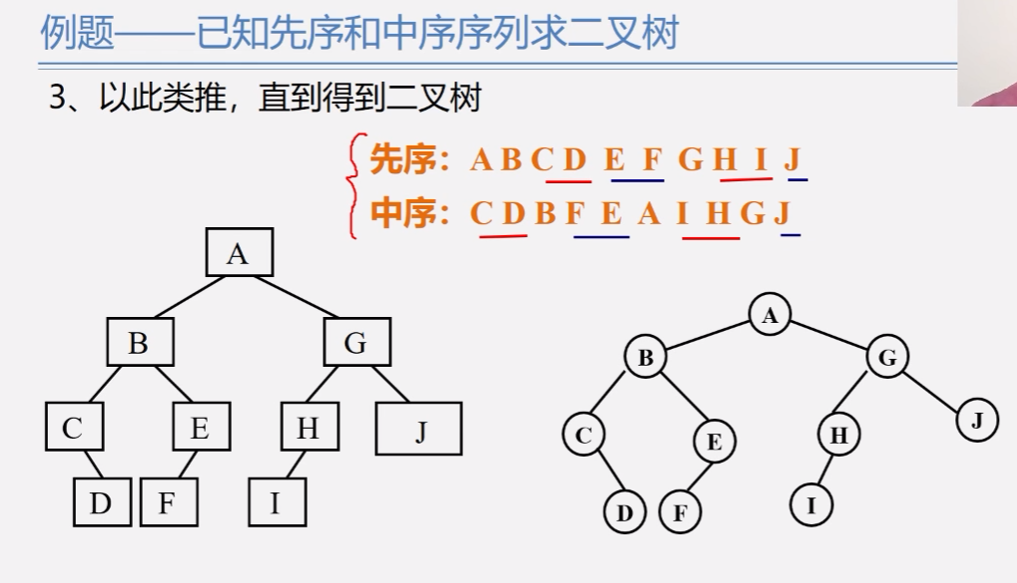 例题——已知先序和中序序列求二叉树
3、以此类推，直到得到二叉树
先序：A B C D E F G H I J
中序：C D B F E A I H G J
A
B G
C E H J
D F I
A
B G
C E H J
D F I